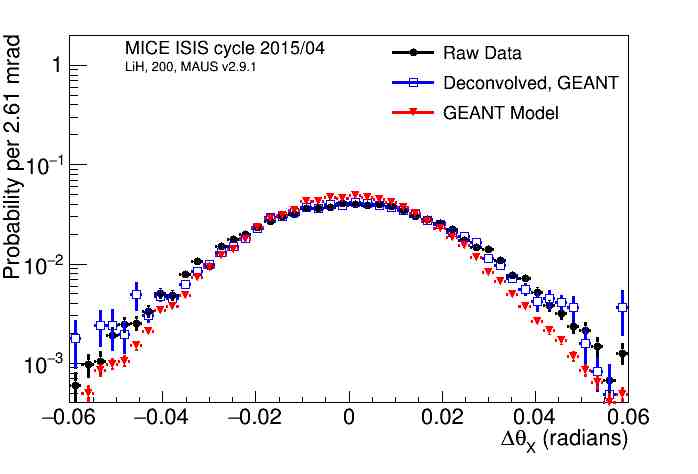 MICE ISIS cycle 2015/04
LiH, 200, MAUS v2.9.1
Raw Data
Deconvolved, GEANT
GEANT Model
Probability per 2.61 mrad
1
10−1
10−2
10−3
−0.06 −0.04 −0.02 0 0.02 0.04 0.06
ΔθX (radians)